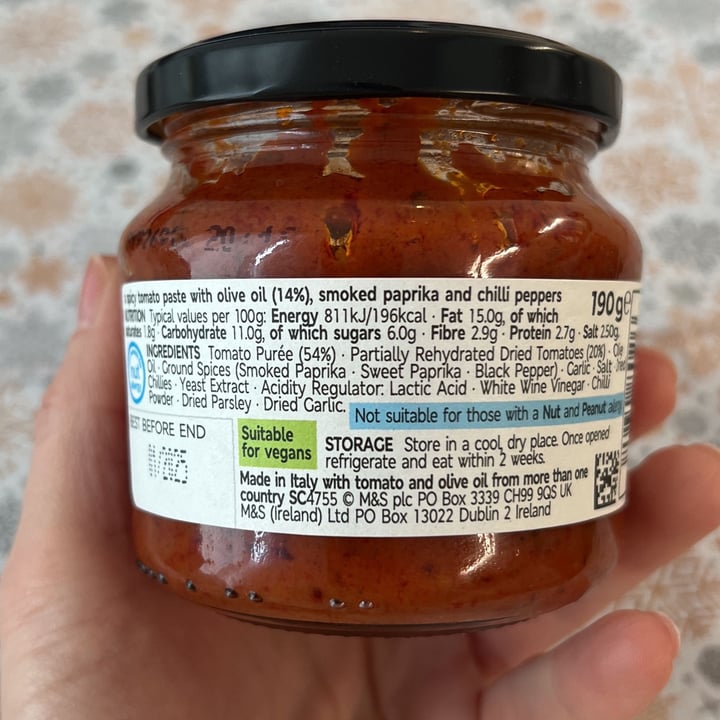 spicy tomato paste with olive oil (14%), smoked paprika and chilli peppers
190g e
NUTRITION Typical values per 100g: Energy 811kJ/196kcal · Fat 15.0g, of which
saturates 1.8g · Carbohydrate 11.0g, of which sugars 6.0g · Fibre 2.9g · Protein 2.7g · Salt 2.50g.
INGREDIENTS Tomato Purée (54%) · Partially Rehydrated Dried Tomatoes (20%) · Olive
Oil · Ground Spices (Smoked Paprika · Sweet Paprika · Black Pepper) · Garlic · Salt · Dried
Chillies · Yeast Extract · Acidity Regulator: Lactic Acid · White Wine Vinegar · Chilli
Powder · Dried Parsley · Dried Garlic.
Not suitable for those with a Nut and Peanut allergy
BEST BEFORE END
Suitable
for vegans
STORAGE Store in a cool, dry place. Once opened
refrigerate and eat within 2 weeks.
Made in Italy with tomato and olive oil from more than one
country SC4755 © M&S plc PO Box 3339 CH99 9QS UK
M&S (Ireland) Ltd PO Box 13022 Dublin 2 Ireland